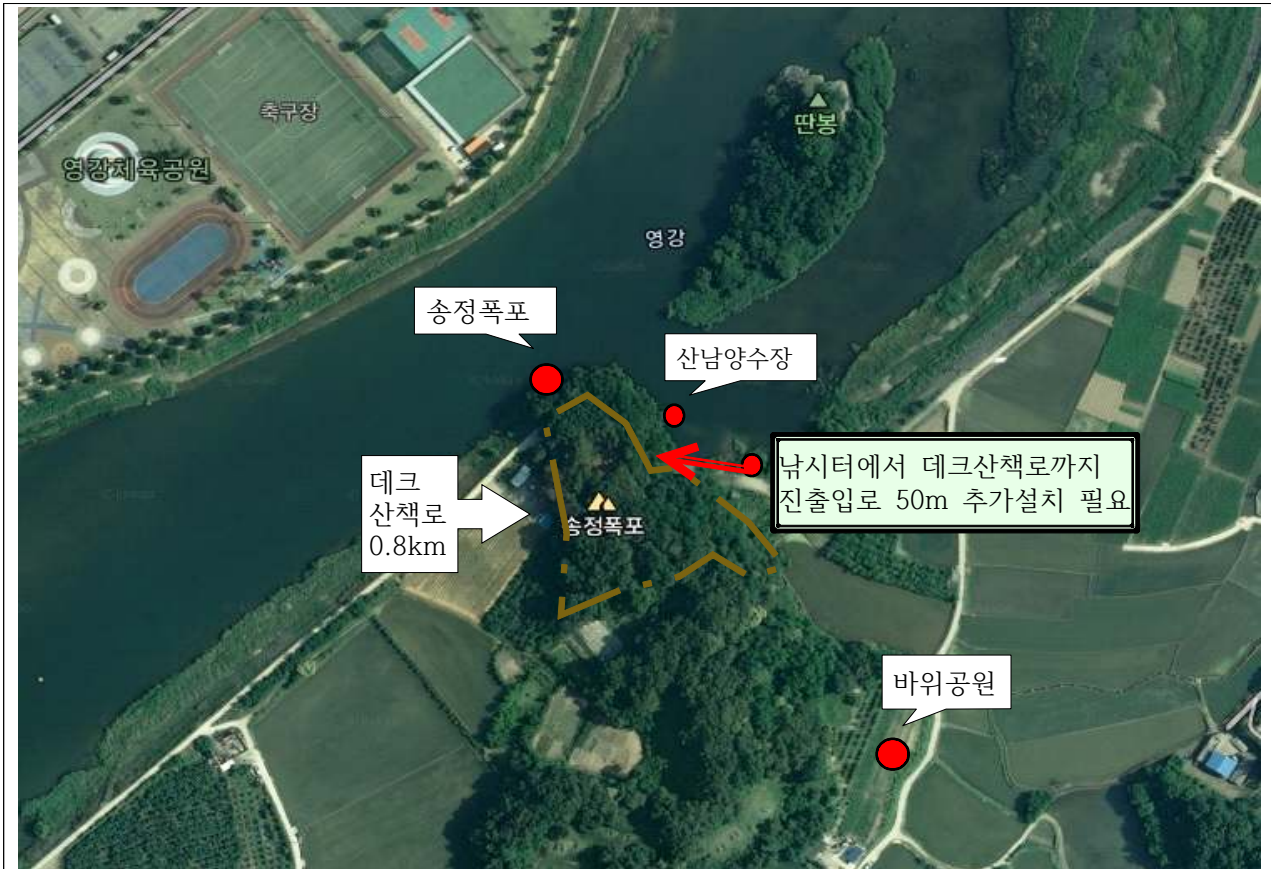 축구장
영강체육공원
딴봉
영강
송정폭포
산남양수장
낚시터에서 데크산책로까지
진출입로 50m 추가설치 필요
데크
산책로
0.8km
송정폭포
바위공원